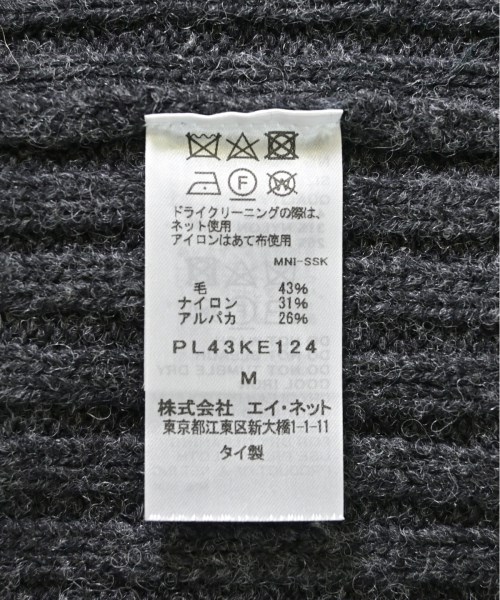 F
W
ドライクリーニングの際は、
ネット使用
アイロンはあて布使用
MNI-SSK
毛 43%
ナイロン 31%
アルパカ 26%
PL43KE124
M
株式会社 エイ・ネット
東京都江東区新大橋1-1-11
タイ製